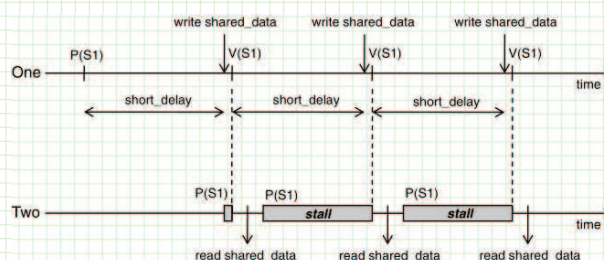 write shared_data write shared_data write shared_data
P(S1) V(S1) V(S1) V(S1)
One
time
short_delay short_delay short_delay
P(S1) P(S1) P(S1)
Two stall stall
time
read shared_data read shared_data read shared_data